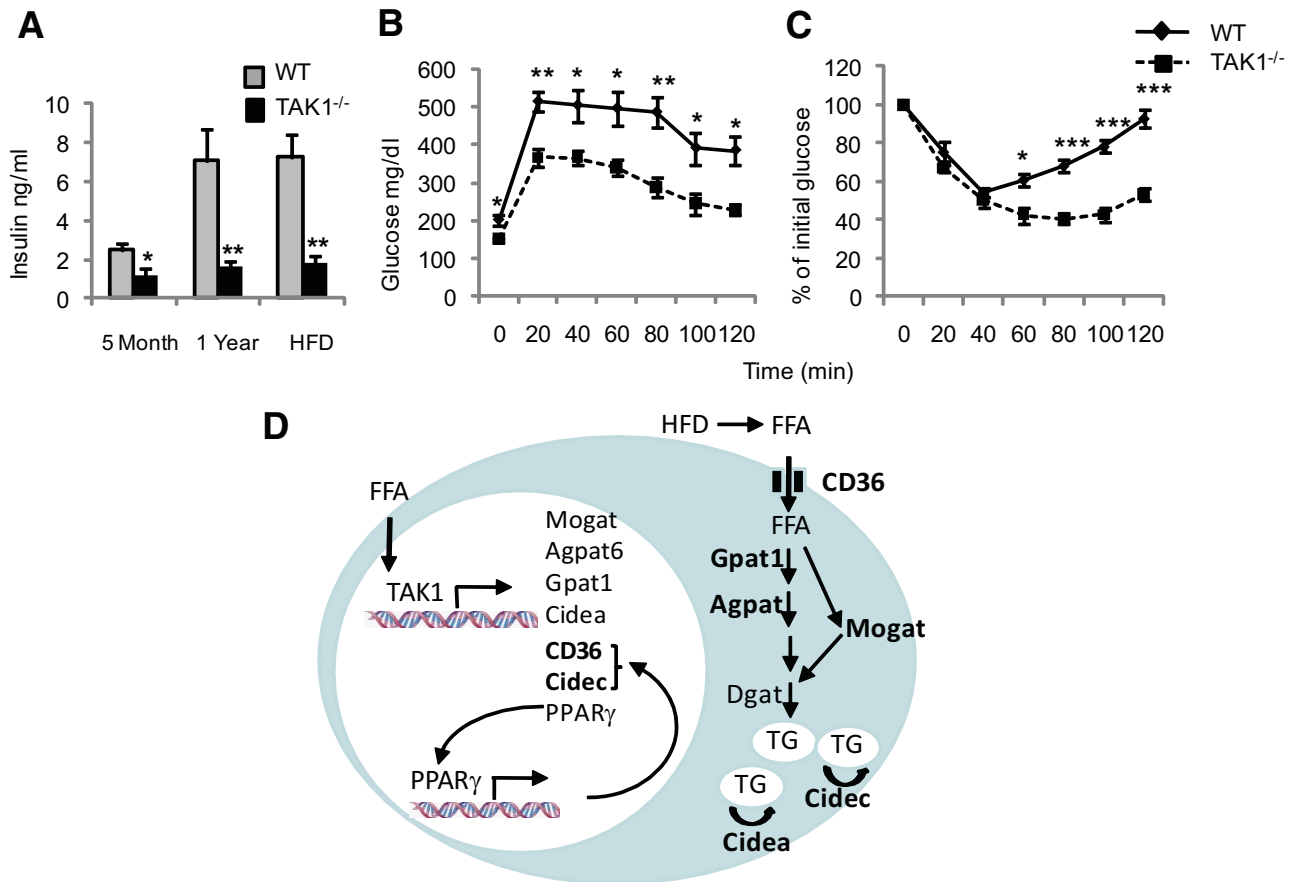 A
WT
TAK1-/-
Insulin ng/ml
10
8
6
4
2
0
*
**
**
5 Month 1 Year HFD
B
Glucose mg/dl
600
500
400
300
200
100
0
* ** * * ** * *
0 20 40 60 80 100 120
C
WT
TAK1-/-
% of initial glucose
120
100
80
60
40
20
0
* *** *** ***
0 20 40 60 80 100 120
Time (min)
D
HFD FFA
CD36
FFA
FFA
TAK1
Mogat
Agpat6
Gpat1
Cidea
CD36
Cidec
PPARγ
PPARγ
Gpat1
Agpat
Mogat
Dgat
TG
TG
TG
Cidec
Cidea